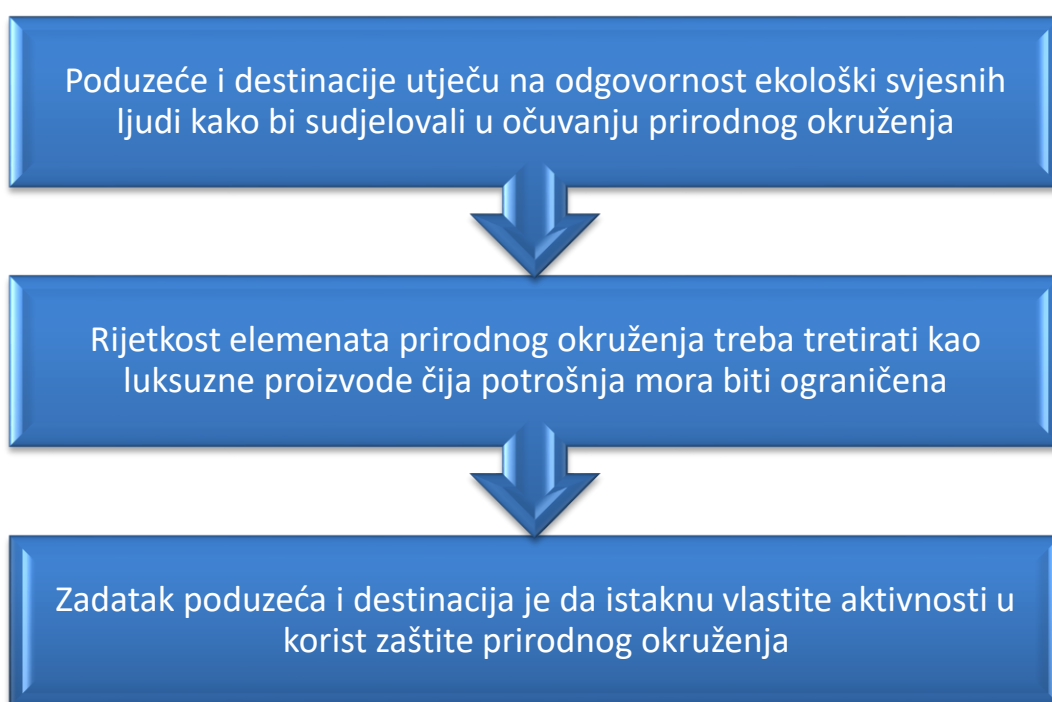 Poduzeće i destinacije utječu na odgovornost ekološki svjesnih
ljudi kako bi sudjelovali u očuvanju prirodnog okruženja
Rijetkost elemenata prirodnog okruženja treba tretirati kao
luksuzne proizvode čija potrošnja mora biti ograničena
Zadatak poduzeća i destinacija je da istaknu vlastite aktivnosti u
korist zaštite prirodnog okruženja